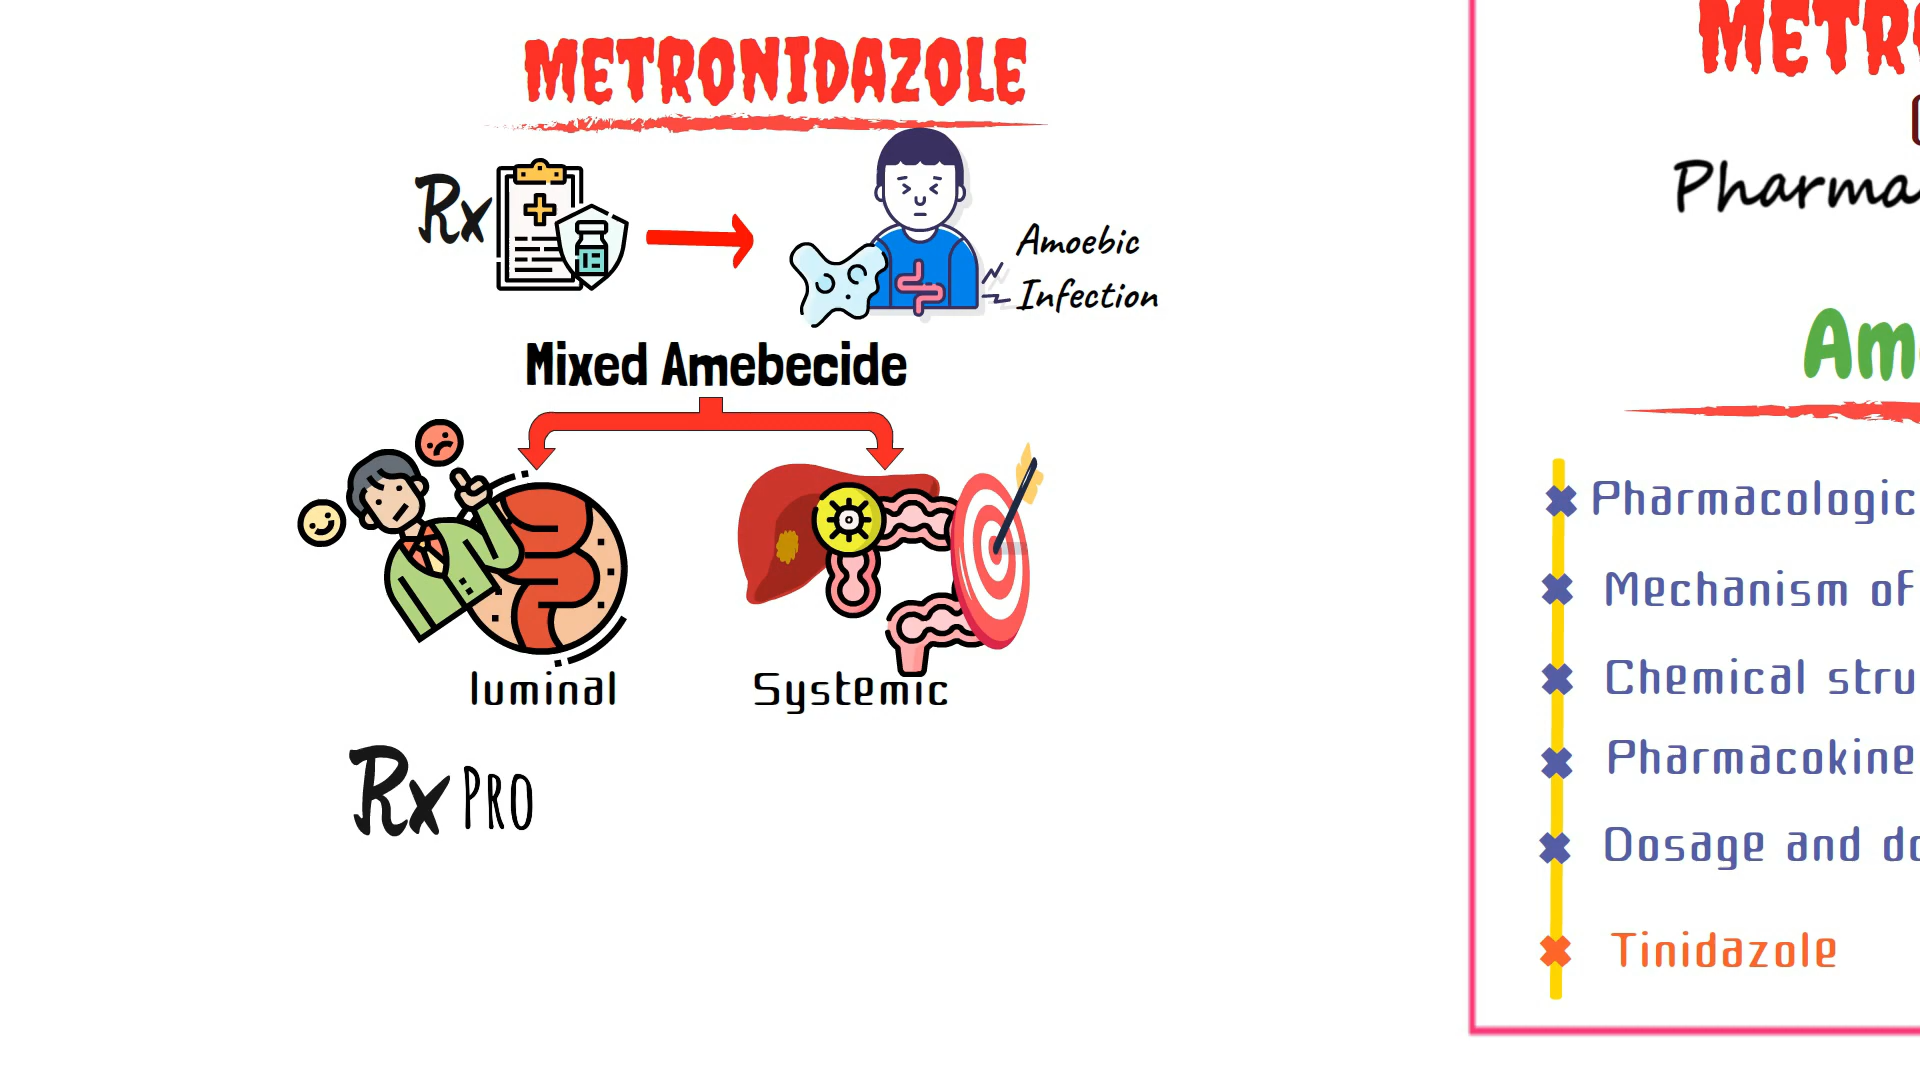 METRONIDAZOLE
Rx
Amoebic
Infection
Mixed Amebecide
luminal
Systemic
Rx PRO
METR
Pharma
Am
Pharmacologic
Mechanism of
Chemical stru
Pharmacokine
Dosage and do
Tinidazole